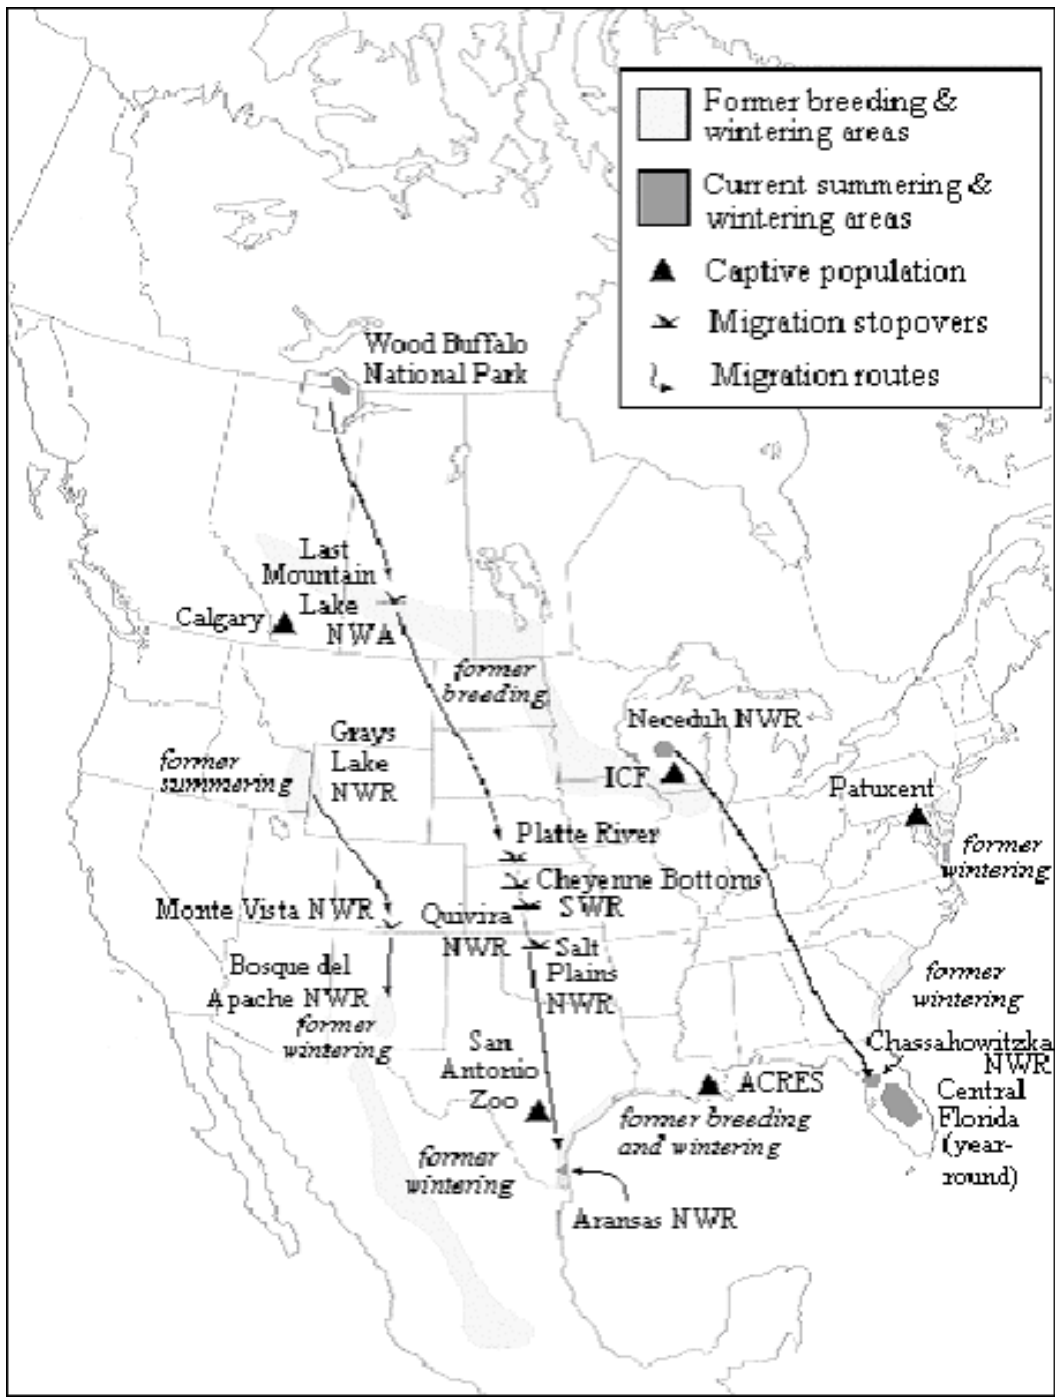 Former breeding &
wintering areas
Current summering &
wintering areas
Captive population
Migration stopovers
Migration routes
Wood Buffalo
National Park
Last
Mountain
Lake
NWA
Calgary
former
breeding
Neceduh NWR
Grays
Lake
NWR
former
summering
ICF
Patuxent
Platte River
former
wintering
Cheyenne Bottoms
SWR
Monte Vista NWR
Quivira
NWR
Salt
Plains
NWR
Bosque del
Apache NWR
former
wintering
former
wintering
San
Antonio
Zoo
Chassahowitzka
NWR
ACRES
Central
Florida
(year-
round)
former breeding
and wintering
former
wintering
Aransas NWR